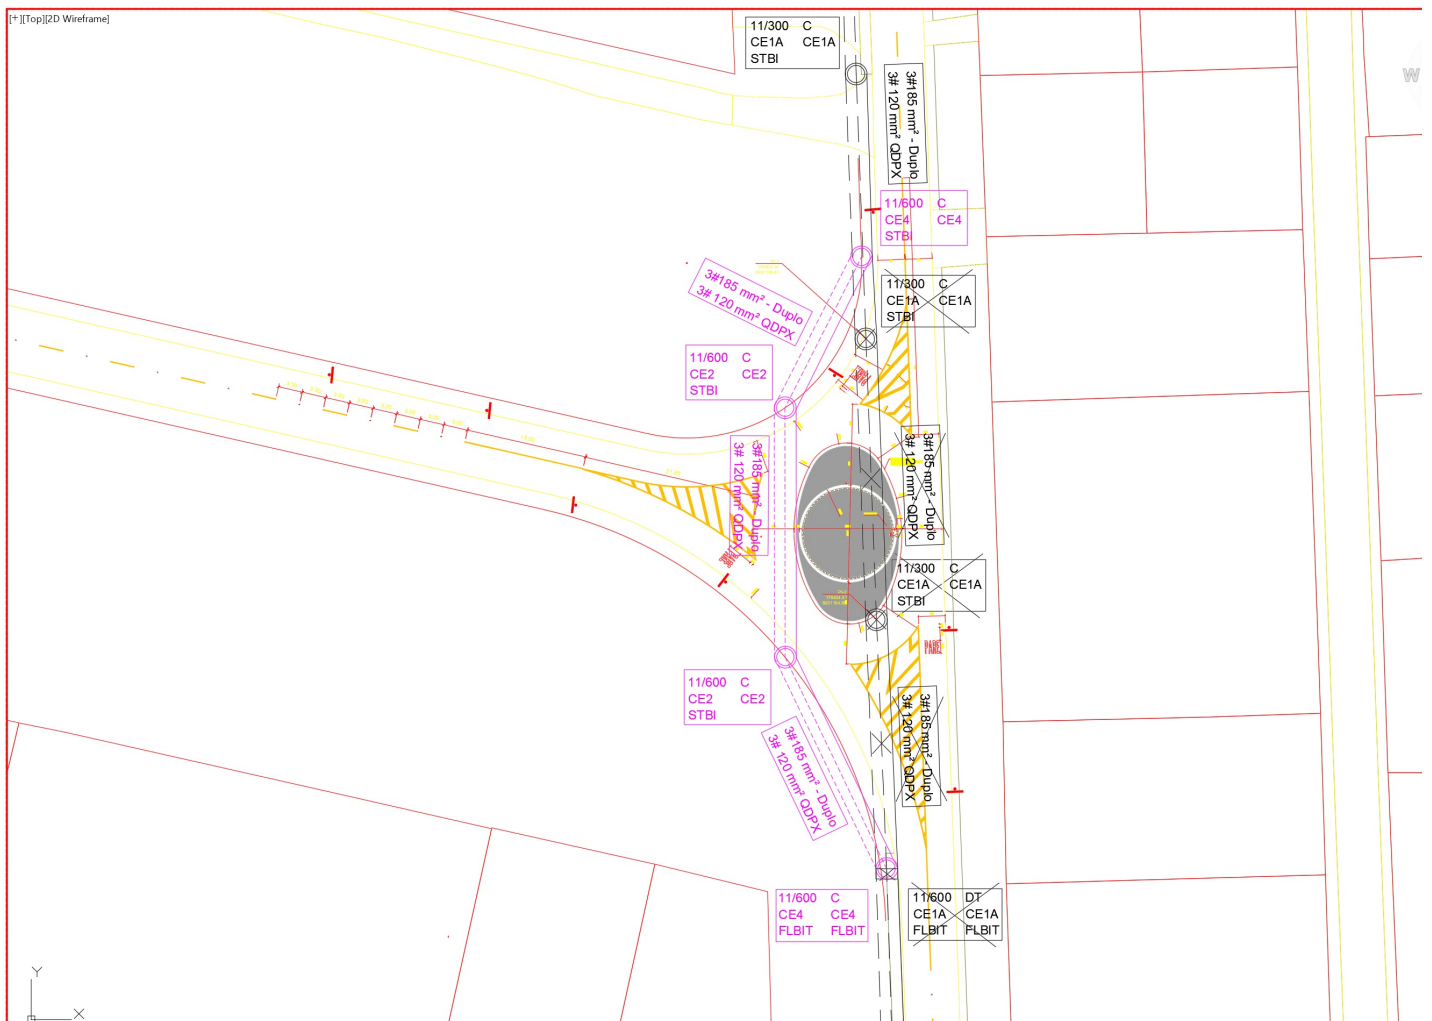 [+][Top][2D Wireframe]
11/300 C
CE1A CE1A
STBI
W
3#185 mm² - Duplo
3# 120 mm² QDPX
11/600 C
CE4 CE4
STBI
3#185 mm² - Duplo
3# 120 mm² QDPX
11/300 C
CE1A CE1A
STBI
11/600 C
CE2 CE2
STBI
3#185 mm² - Duplo
3# 120 mm² QDPX
3#185 mm² - Duplo
3# 120 mm² QDPX
11/300 C
CE1A CE1A
STBI
11/600 C
CE2 CE2
STBI
3#185 mm² - Duplo
3# 120 mm² QDPX
3#185 mm² - Duplo
3# 120 mm² QDPX
11/600 C
CE4 CE4
FLBIT FLBIT
11/600 DT
CE1A CE1A
FLBIT FLBIT
Y
X